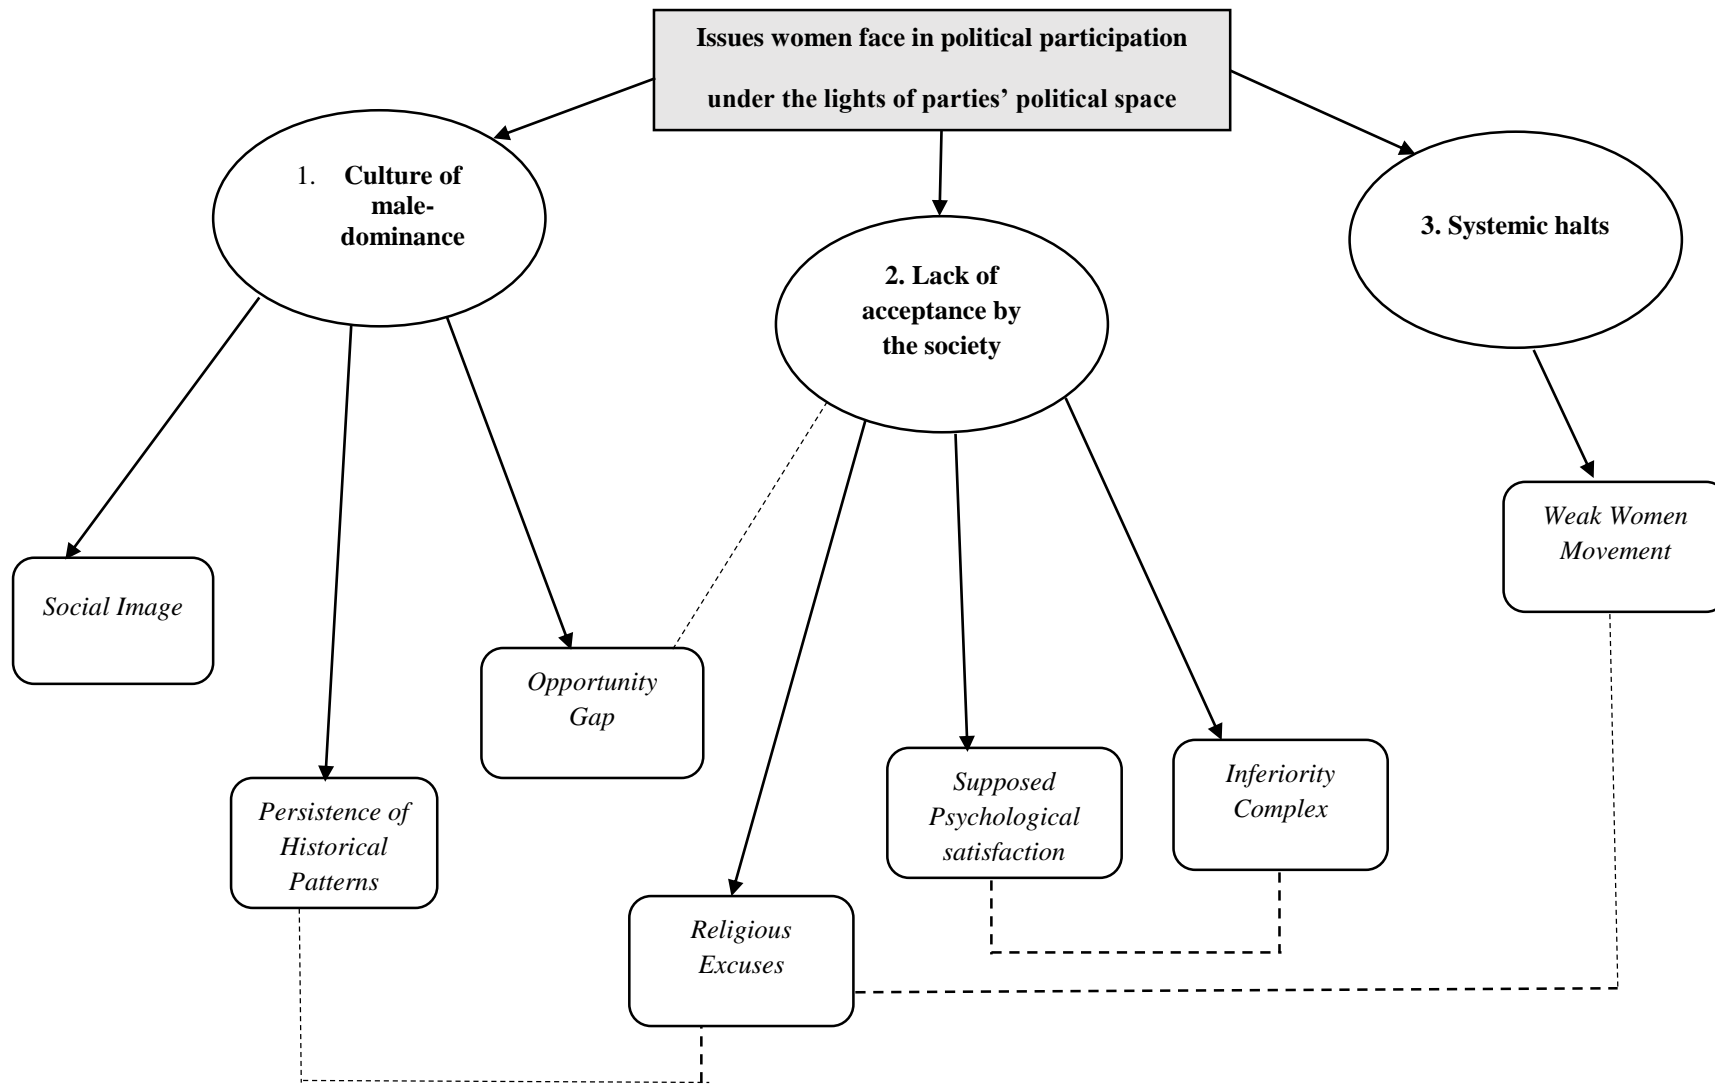 Issues women face in political participation
under the lights of parties’ political space
1. Culture of
male-
dominance
2. Lack of
acceptance by
the society
3. Systemic halts
Social Image
Persistence of
Historical
Patterns
Opportunity
Gap
Religious
Excuses
Supposed
Psychological
satisfaction
Inferiority
Complex
Weak Women
Movement